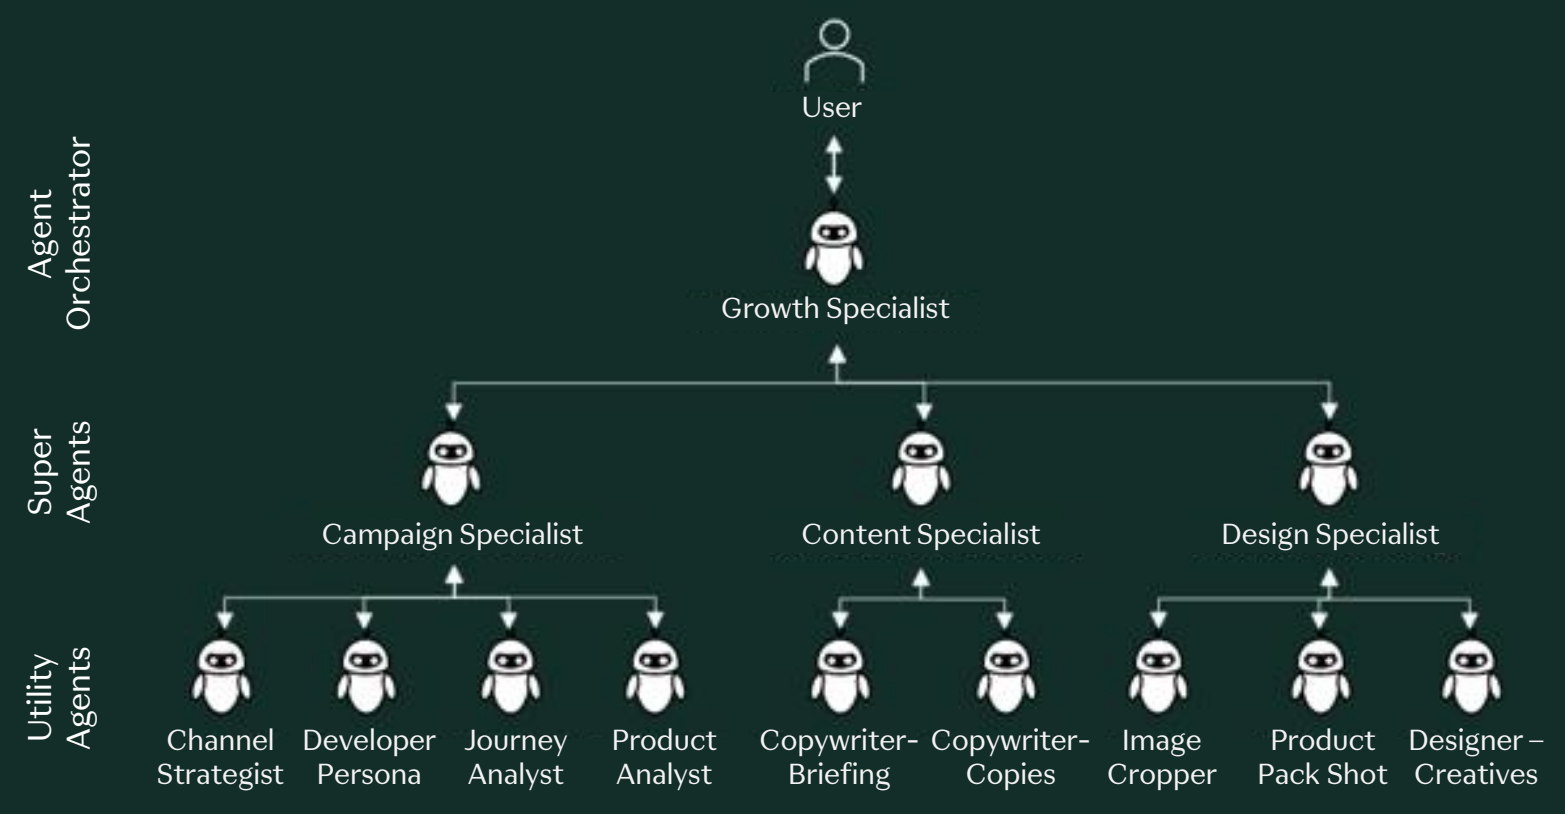 User
Agent
Orchestrator
Growth Specialist
Super
Agents
Campaign Specialist
Content Specialist
Design Specialist
Utility
Agents
Channel
Strategist
Developer
Persona
Journey
Analyst
Product
Analyst
Copywriter-
Briefing
Copywriter-
Copies
Image
Cropper
Product
Pack Shot
Designer –
Creatives